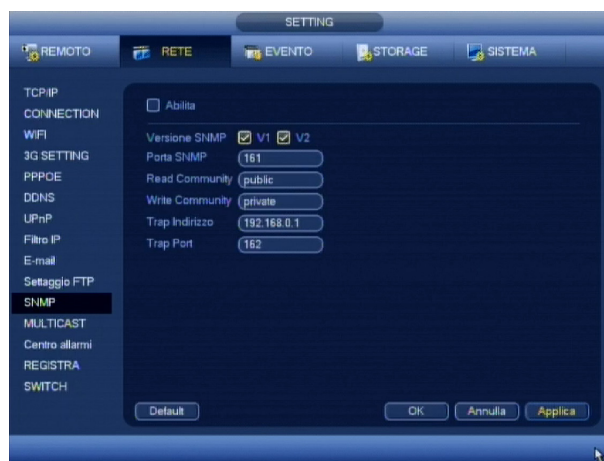 SETTING
REMOTO RETE EVENTO STORAGE SISTEMA
TCP/IP
CONNECTION
WIFI
3G SETTING
PPPOE
DDNS
UPnP
Filtro IP
E-mail
Settaggio FTP
SNMP
MULTICAST
Centro allarmi
REGISTRA
SWITCH
Abilita
Versione SNMP V1 V2
Porta SNMP 161
Read Community public
Write Community private
Trap Indirizzo 192.168.0.1
Trap Port 162
Default OK Annulla Applica